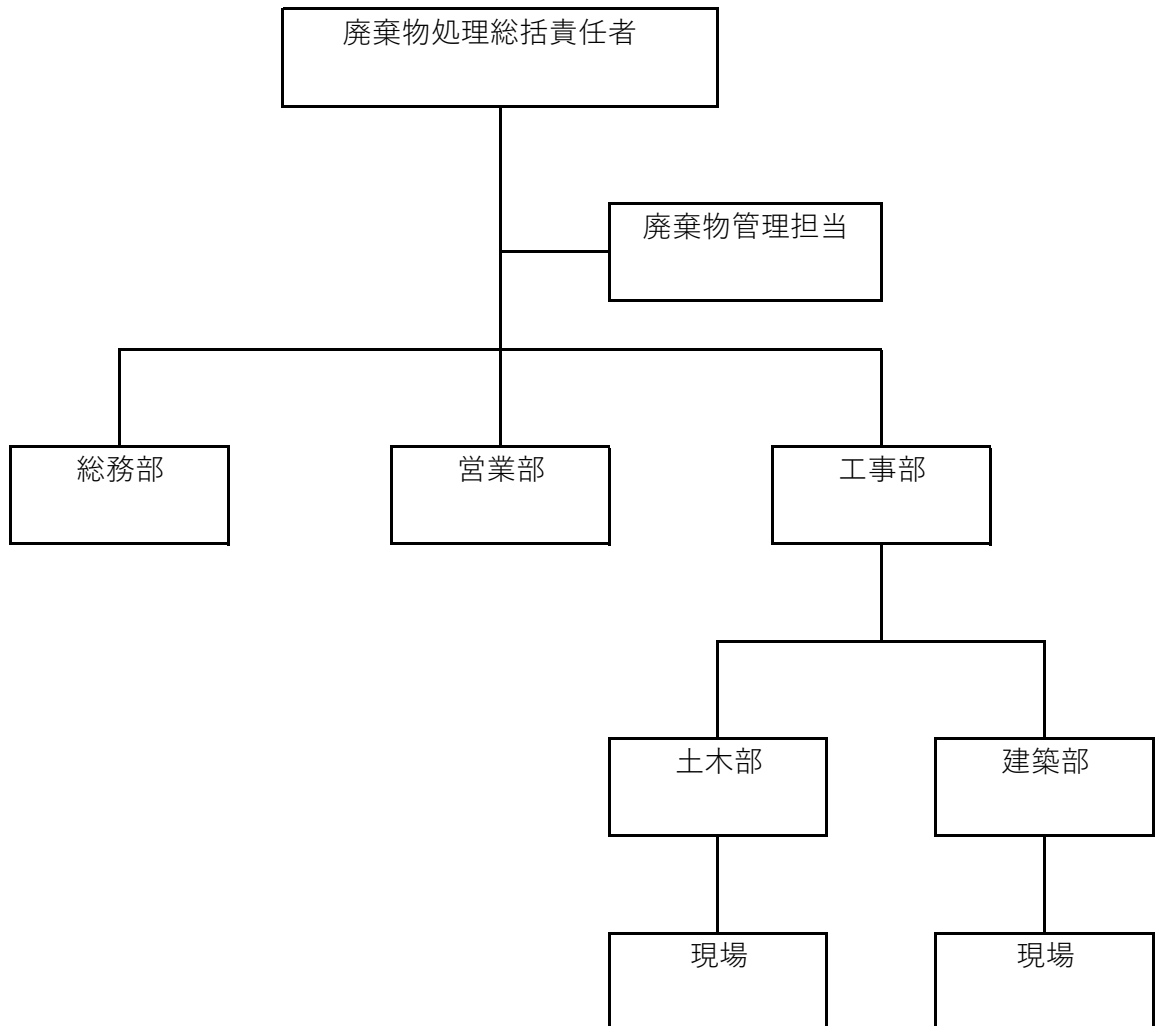 廃棄物処理総括責任者
廃棄物管理担当
総務部
営業部
工事部
土木部
建築部
現場
現場